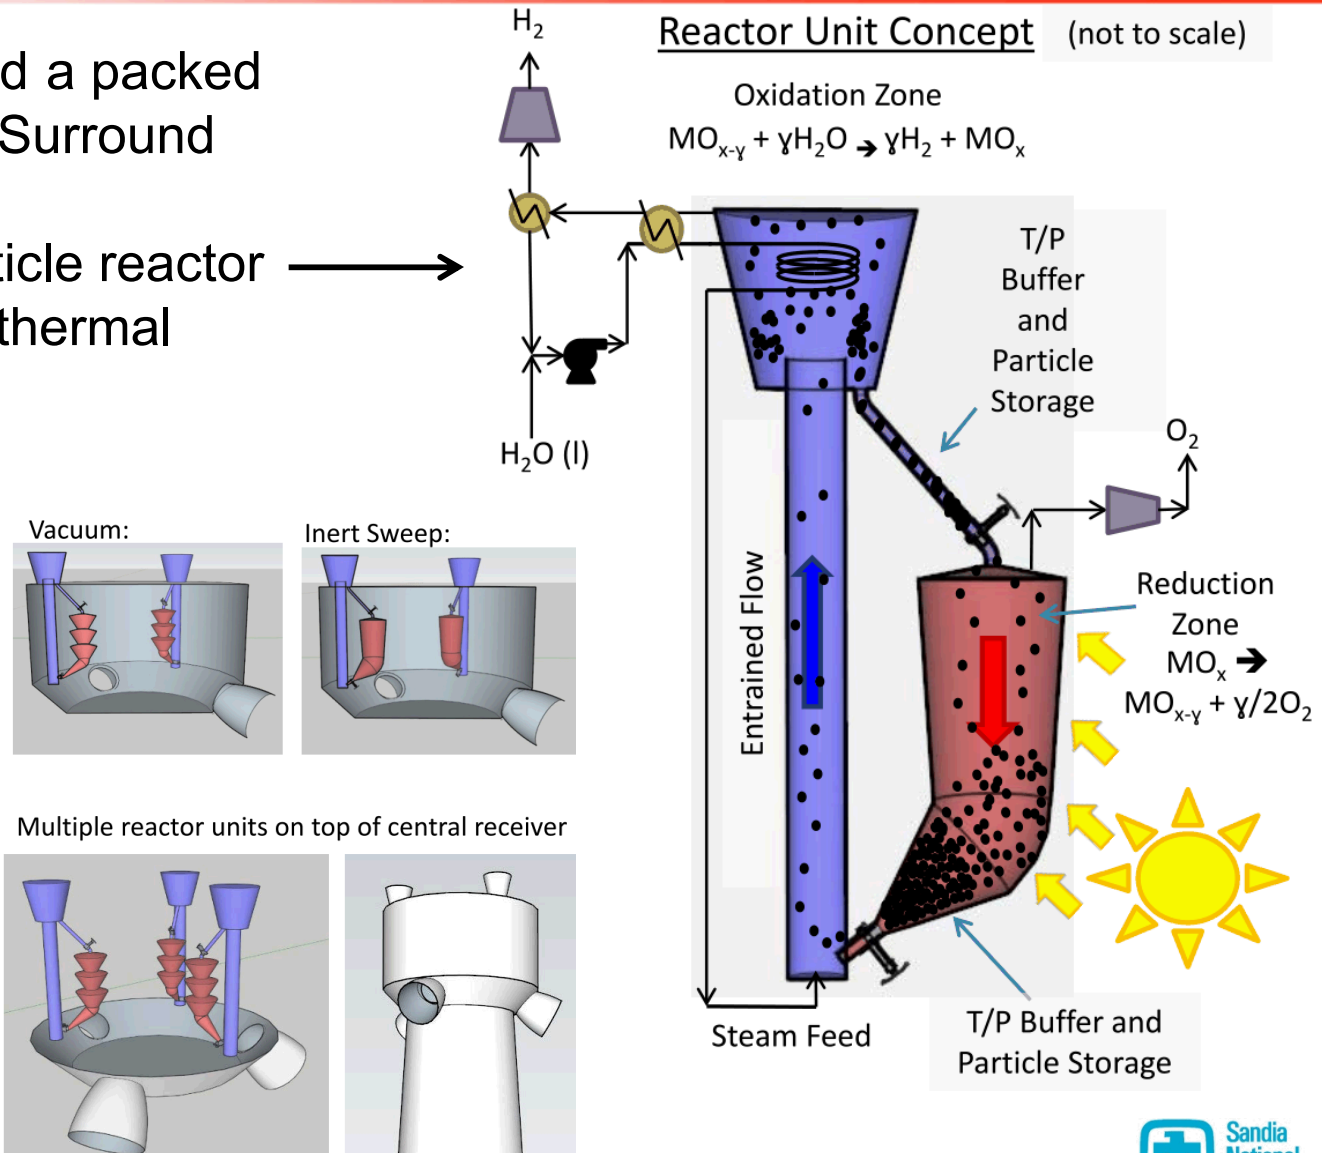 d a packed
Surround
ticle reactor
thermal
H₂
Reactor Unit Concept (not to scale)
Oxidation Zone
MOₓ₋ɣ + ɣH₂O ➔ ɣH₂ + MOₓ
T/P
Buffer
and
Particle
Storage
H₂O (l)
O₂
Entrained Flow
Reduction
Zone
MOₓ ➔
MOₓ₋ɣ + ɣ/2O₂
Steam Feed
T/P Buffer and
Particle Storage
Vacuum:
Inert Sweep:
Multiple reactor units on top of central receiver
Sandia
National